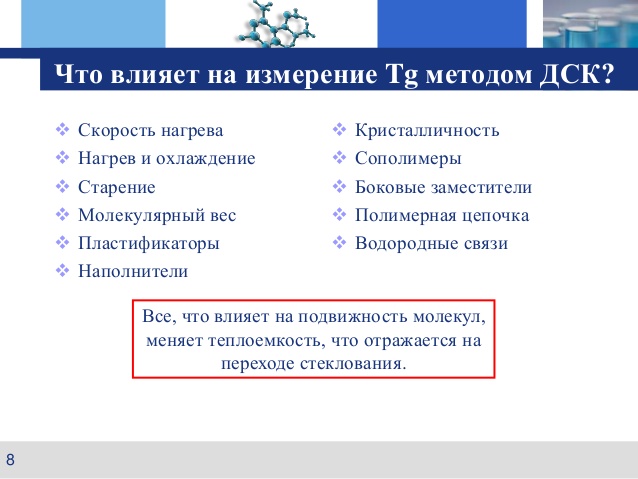 Что влияет на измерение Tg методом ДСК?
❖ Скорость нагрева
❖ Нагрев и охлаждение
❖ Старение
❖ Молекулярный вес
❖ Пластификаторы
❖ Наполнители
❖ Кристалличность
❖ Сополимеры
❖ Боковые заместители
❖ Полимерная цепочка
❖ Водородные связи
Все, что влияет на подвижность молекул,
меняет теплоемкость, что отражается на
переходе стеклования.
8